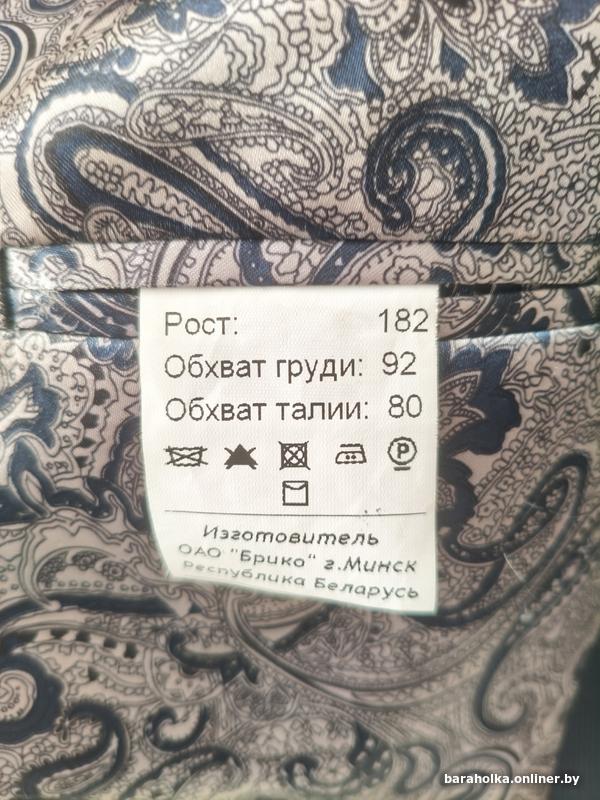 Рост: 182
Обхват груди: 92
Обхват талии: 80
P
Изготовитель
ОАО "Брико" г.Минск
Республика Беларусь
baraholka.onliner.by